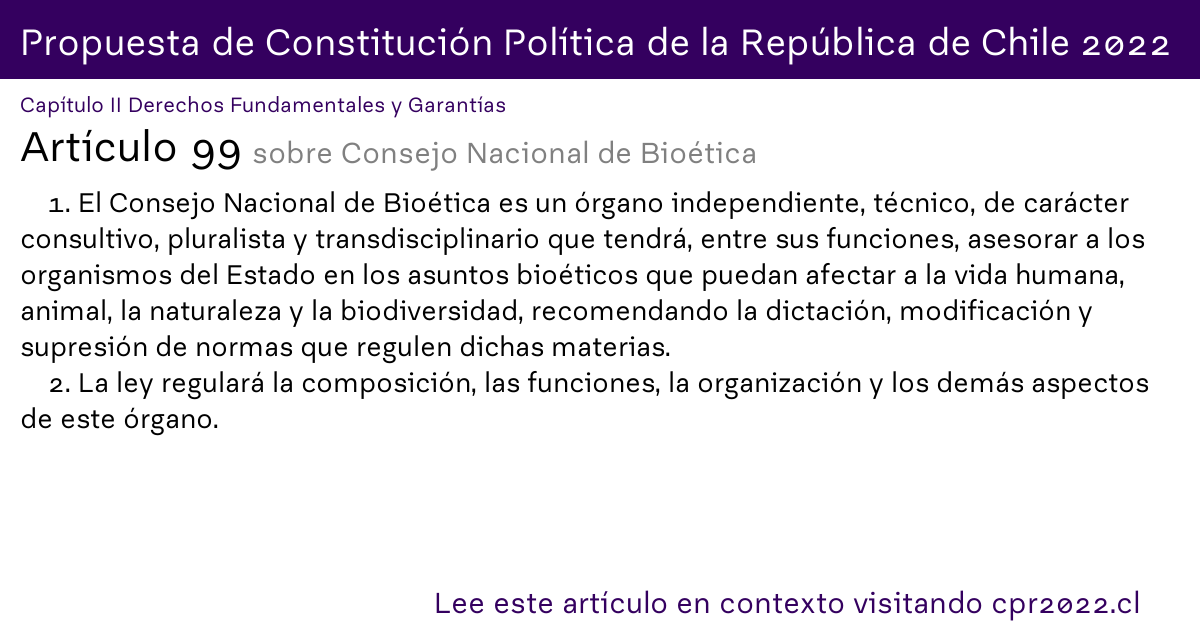 Propuesta de Constitución Política de la República de Chile 2022
Capítulo II Derechos Fundamentales y Garantías
Artículo 99 sobre Consejo Nacional de Bioética
1. El Consejo Nacional de Bioética es un órgano independiente, técnico, de carácter
consultivo, pluralista y transdisciplinario que tendrá, entre sus funciones, asesorar a los
organismos del Estado en los asuntos bioéticos que puedan afectar a la vida humana,
animal, la naturaleza y la biodiversidad, recomendando la dictación, modificación y
supresión de normas que regulen dichas materias.
2. La ley regulará la composición, las funciones, la organización y los demás aspectos
de este órgano.
Lee este artículo en contexto visitando cpr2022.cl